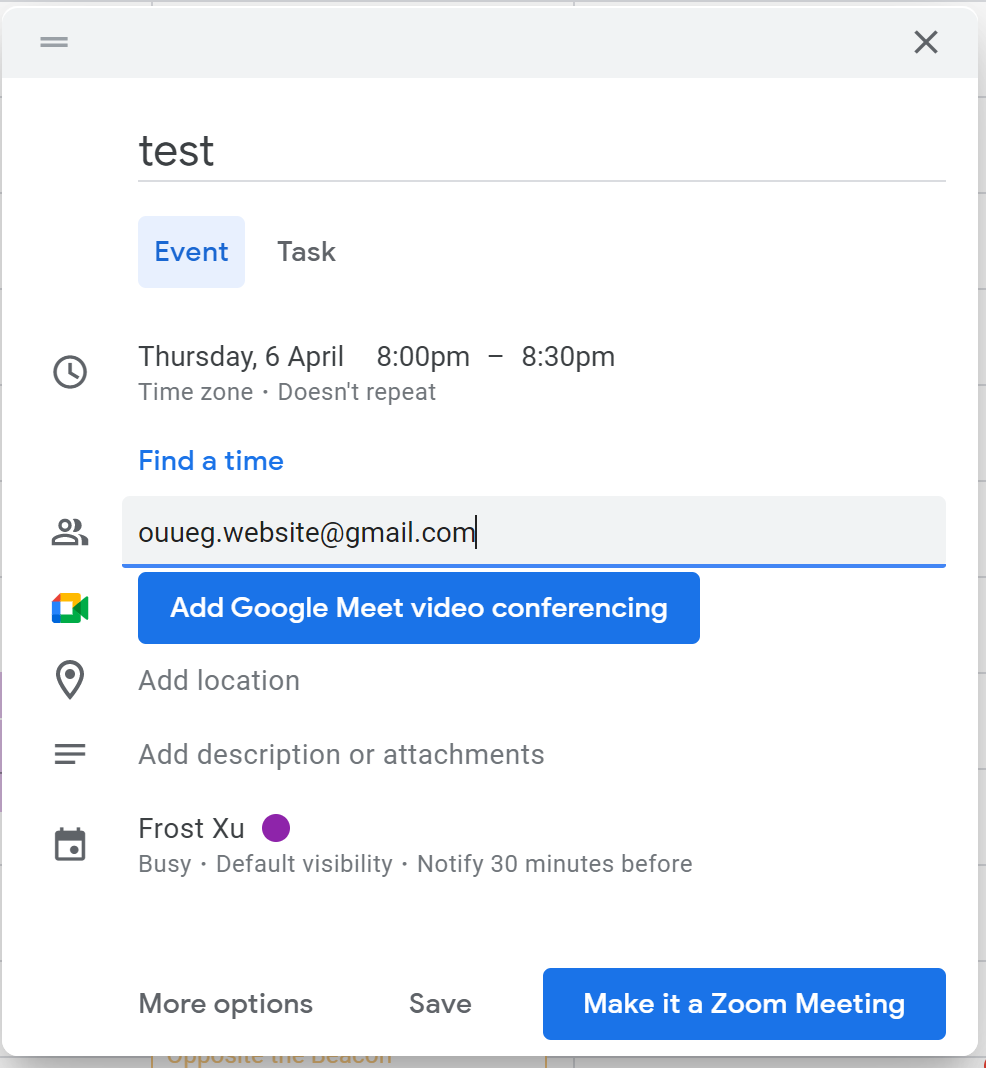 test
Event Task
Thursday, 6 April 8:00pm – 8:30pm
Time zone · Doesn't repeat
Find a time
ouueg.website@gmail.com
Add Google Meet video conferencing
Add location
Add description or attachments
Frost Xu
Busy · Default visibility · Notify 30 minutes before
More options Save Make it a Zoom Meeting
Opposite the Beacon